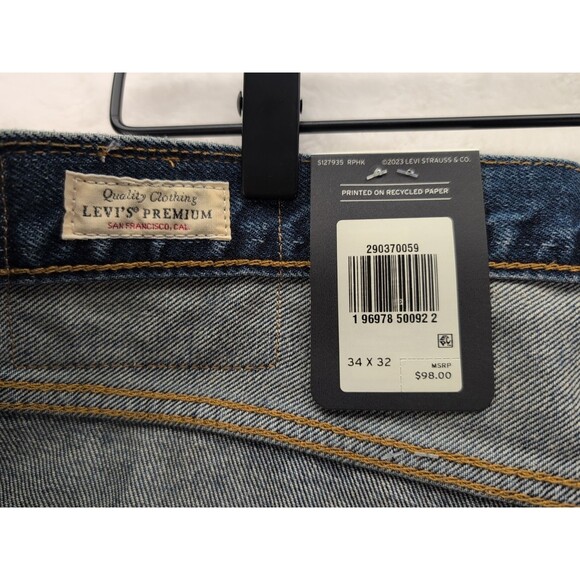 Quality Clothing
LEVI'S® PREMIUM
SAN FRANCISCO, CAL
S127935 RPHK ©2023 LEVI STRAUSS & CO.
PRINTED ON RECYCLED PAPER
290370059
1 96978 50092 2
34 X 32
MSRP
$98.00